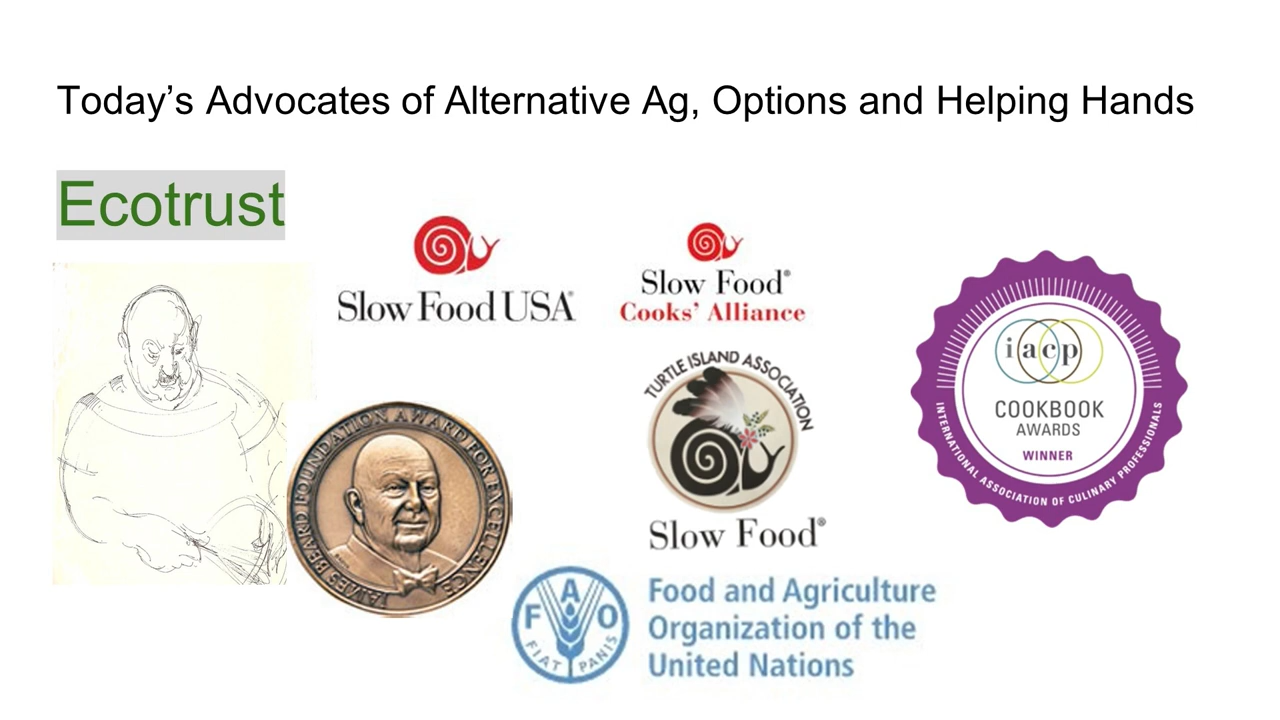 Today’s Advocates of Alternative Ag, Options and Helping Hands
Ecotrust
Slow Food USA®
Slow Food®
Cooks’ Alliance
TURTLE ISLAND ASSOCIATION
Slow Food®
JAMES BEARD FOUNDATION AWARD FOR EXCELLENCE
iacp
COOKBOOK
AWARDS
WINNER
INTERNATIONAL ASSOCIATION OF CULINARY PROFESSIONALS
F A O
FIAT PANIS
Food and Agriculture
Organization of the
United Nations